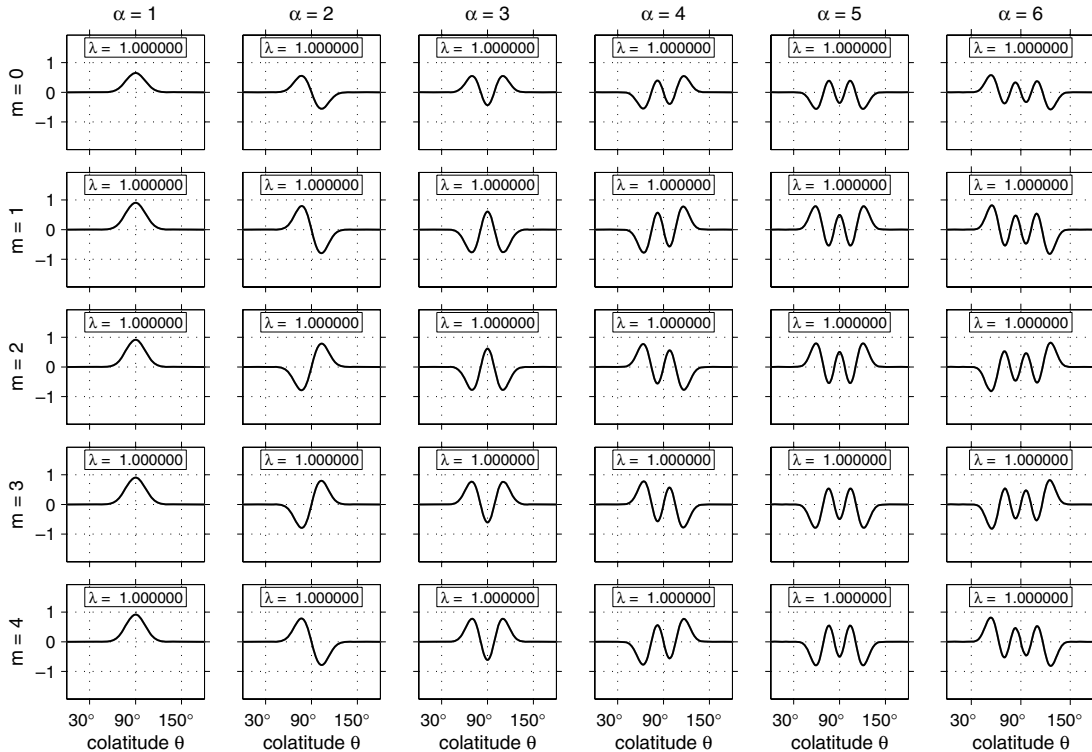 α = 1 α = 2 α = 3 α = 4 α = 5 α = 6
m = 0
1
0
−1
λ = 1.000000 λ = 1.000000 λ = 1.000000 λ = 1.000000 λ = 1.000000 λ = 1.000000
m = 1
1
0
−1
λ = 1.000000 λ = 1.000000 λ = 1.000000 λ = 1.000000 λ = 1.000000 λ = 1.000000
m = 2
1
0
−1
λ = 1.000000 λ = 1.000000 λ = 1.000000 λ = 1.000000 λ = 1.000000 λ = 1.000000
m = 3
1
0
−1
λ = 1.000000 λ = 1.000000 λ = 1.000000 λ = 1.000000 λ = 1.000000 λ = 1.000000
m = 4
1
0
−1
λ = 1.000000 λ = 1.000000 λ = 1.000000 λ = 1.000000 λ = 1.000000 λ = 1.000000
30° 90° 150° 30° 90° 150° 30° 90° 150° 30° 90° 150° 30° 90° 150° 30° 90° 150°
colatitude θ colatitude θ colatitude θ colatitude θ colatitude θ colatitude θ